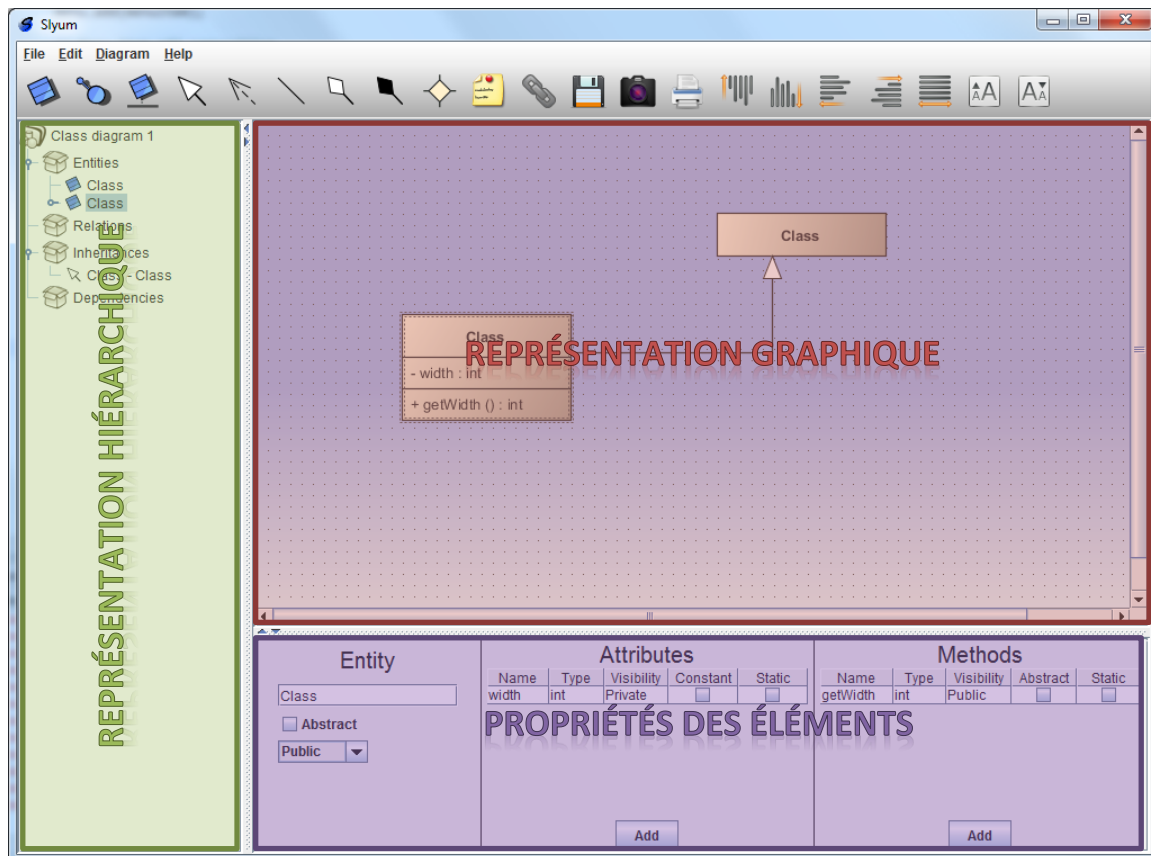 Slyum
File Edit Diagram Help
AA
AA
Class diagram 1
Entities
Class
Class
Relations
Inheritances
Class - Class
Dependencies
REPRÉSENTATION HIÉRARCHIQUE
Class
Class
- width : int
+ getWidth () : int
REPRÉSENTATION GRAPHIQUE
Entity
Class
Abstract
Public
Attributes
Name Type Visibility Constant Static
width int Private
Add
Methods
Name Type Visibility Abstract Static
getWidth int Public
Add
PROPRIÉTÉS DES ÉLÉMENTS